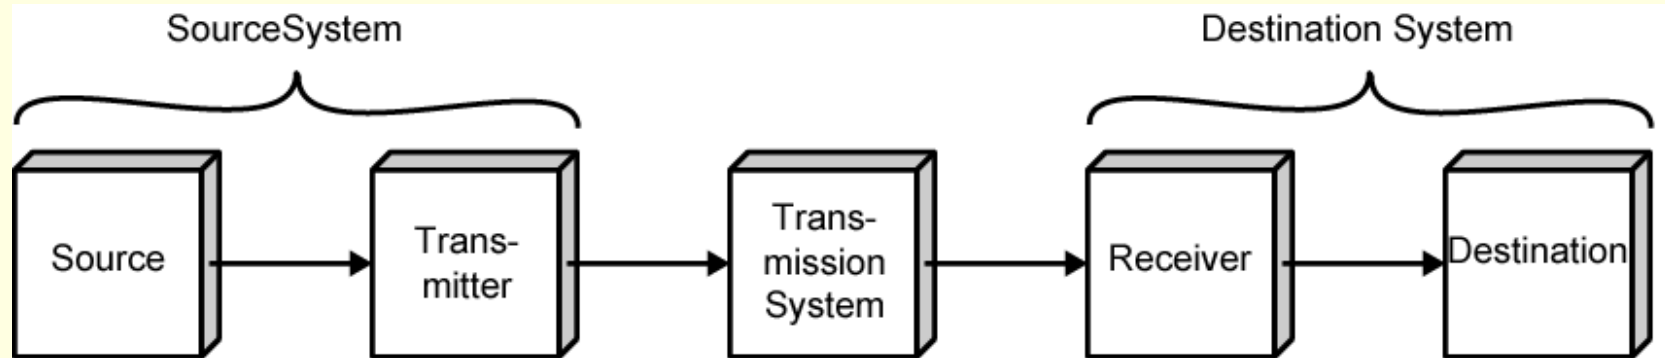 SourceSystem
Destination System
Source
Trans-
mitter
Trans-
mission
System
Receiver
Destination